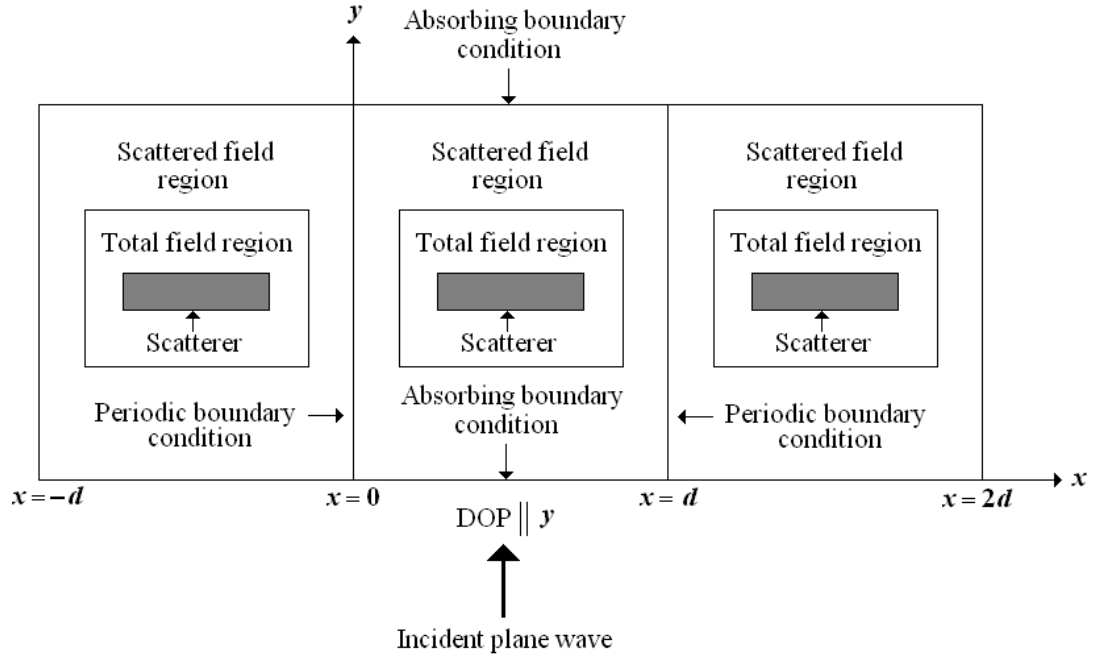 y
Absorbing boundary
condition
Scattered field
region
Scattered field
region
Scattered field
region
Total field region
Total field region
Total field region
Scatterer
Scatterer
Scatterer
Periodic boundary
condition
Absorbing boundary
condition
Periodic boundary
condition
x = -d
x = 0
x = d
x = 2d
x
DOP || y
Incident plane wave